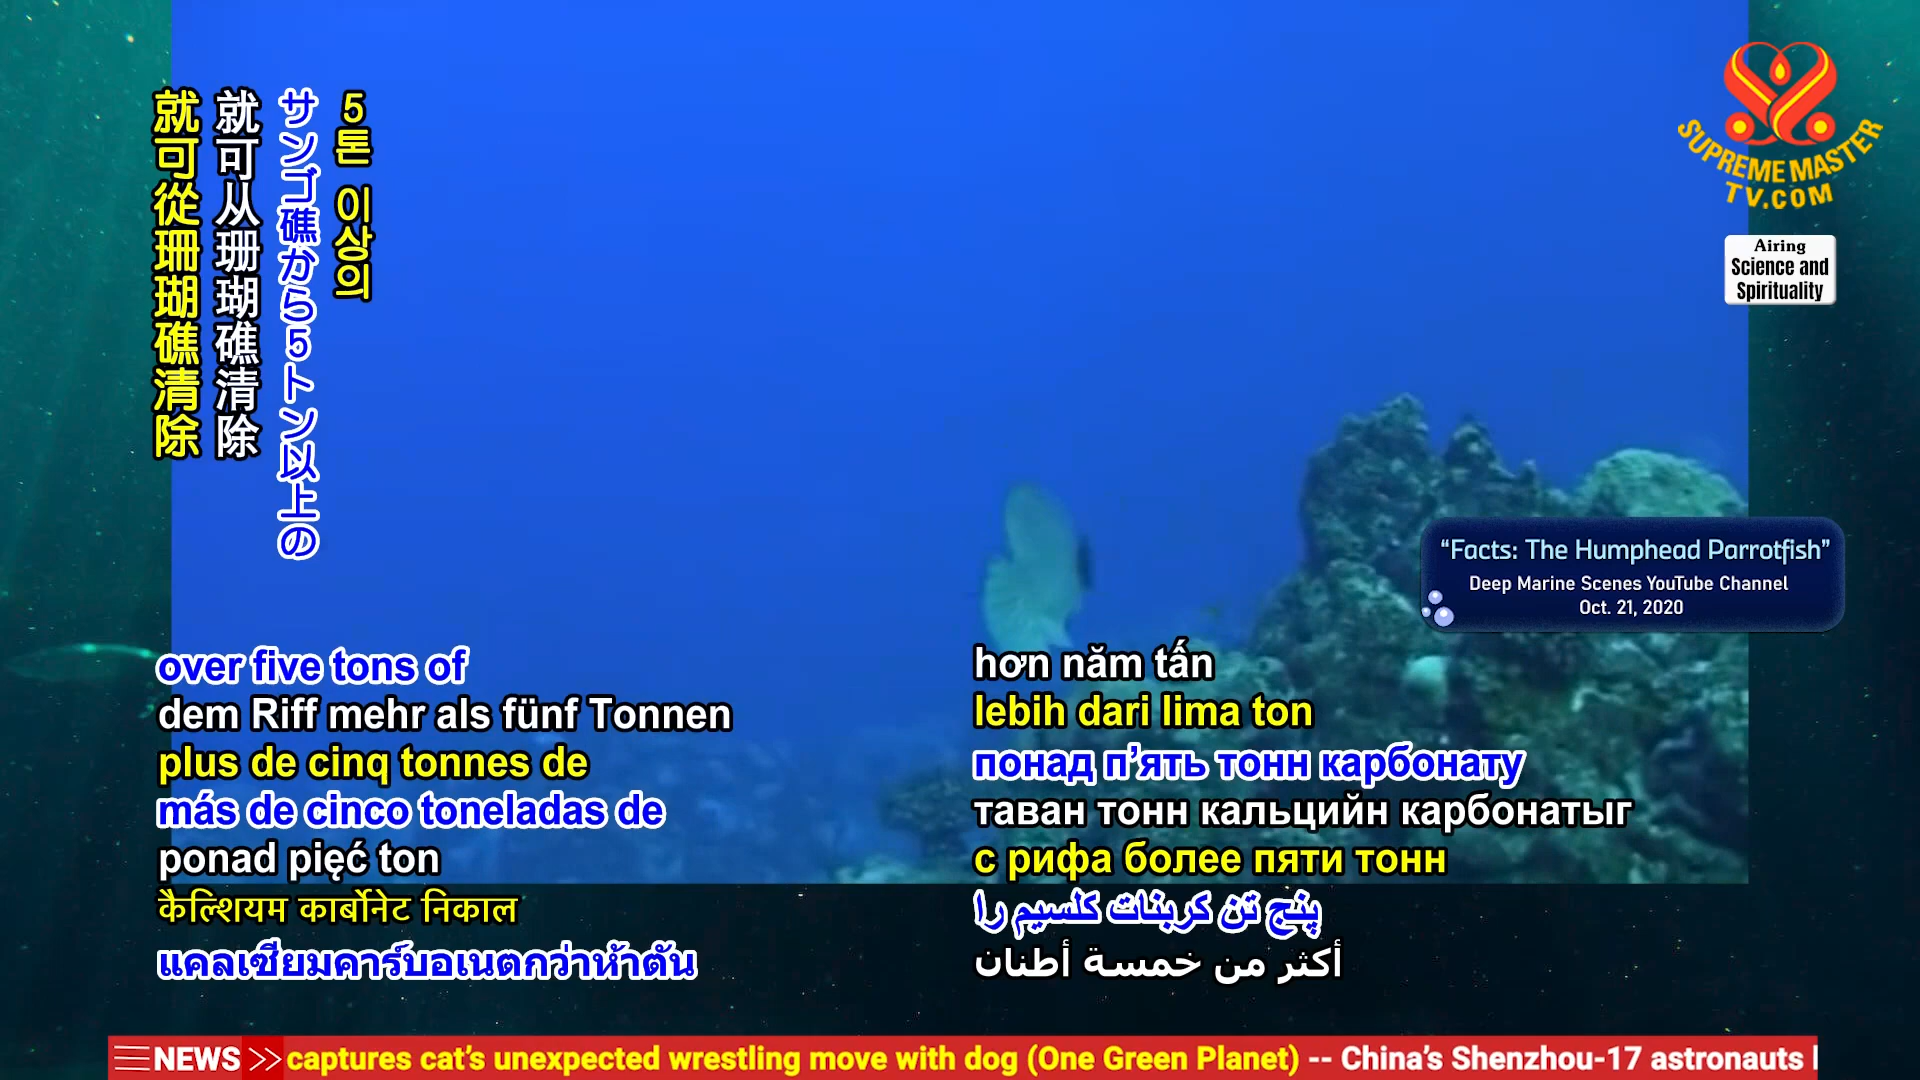 5톤 이상의
サンゴ礁から5トン以上の
就可从珊瑚礁清除
就可從珊瑚礁清除
SUPREME MASTER
TV.COM
Airing
Science and
Spirituality
“Facts: The Humphead Parrotfish”
Deep Marine Scenes YouTube Channel
Oct. 21, 2020
over five tons of
dem Riff mehr als fünf Tonnen
plus de cinq tonnes de
más de cinco toneladas de
ponad pięć ton
कैल्शियम कार्बोनेट निकाल
แคลเซียมคาร์บอเนตกว่าห้าตัน
hơn năm tấn
lebih dari lima ton
понад п’ять тонн карбонату
таван тонн кальцийн карбонатыг
с рифа более пяти тонн
پنج تن کربنات کلسیم را
أكثر من خمسة أطنان
NEWS >> captures cat’s unexpected wrestling move with dog (One Green Planet) -- China’s Shenzhou-17 astronauts